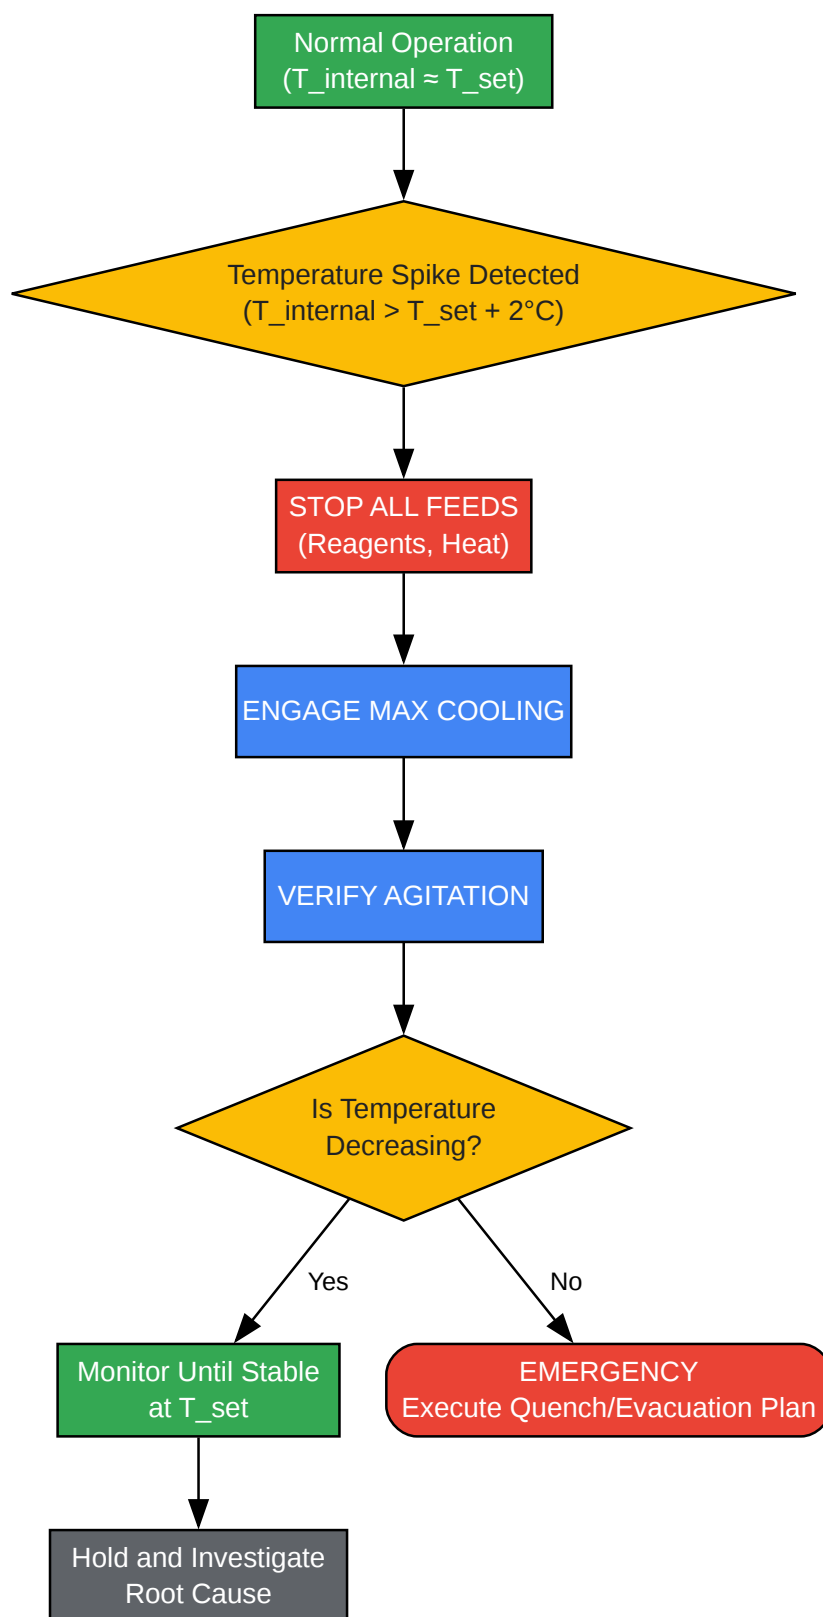 Normal Operation
(T_internal ≈ T_set)
Temperature Spike Detected
(T_internal > T_set + 2°C)
STOP ALL FEEDS
(Reagents, Heat)
ENGAGE MAX COOLING
VERIFY AGITATION
Is Temperature
Decreasing?
Yes
No
Monitor Until Stable
at T_set
EMERGENCY
Execute Quench/Evacuation Plan
Hold and Investigate
Root Cause